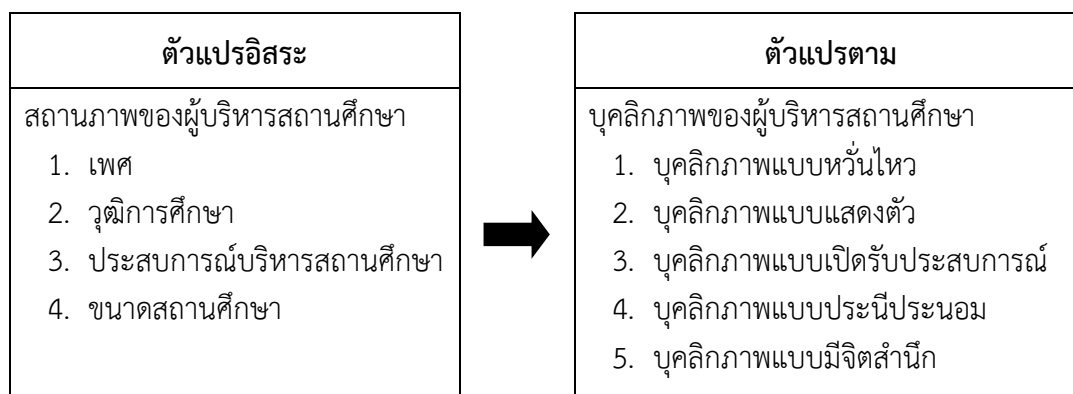 ตัวแปรอิสระ
สถานภาพของผู้บริหารสถานศึกษา
1. เพศ
2. วุฒิการศึกษา
3. ประสบการณ์บริหารสถานศึกษา
4. ขนาดสถานศึกษา
ตัวแปรตาม
บุคลิกภาพของผู้บริหารสถานศึกษา
1. บุคลิกภาพแบบหวั่นไหว
2. บุคลิกภาพแบบแสดงตัว
3. บุคลิกภาพแบบเปิดรับประสบการณ์
4. บุคลิกภาพแบบประนีประนอม
5. บุคลิกภาพแบบมีจิตสำนึก